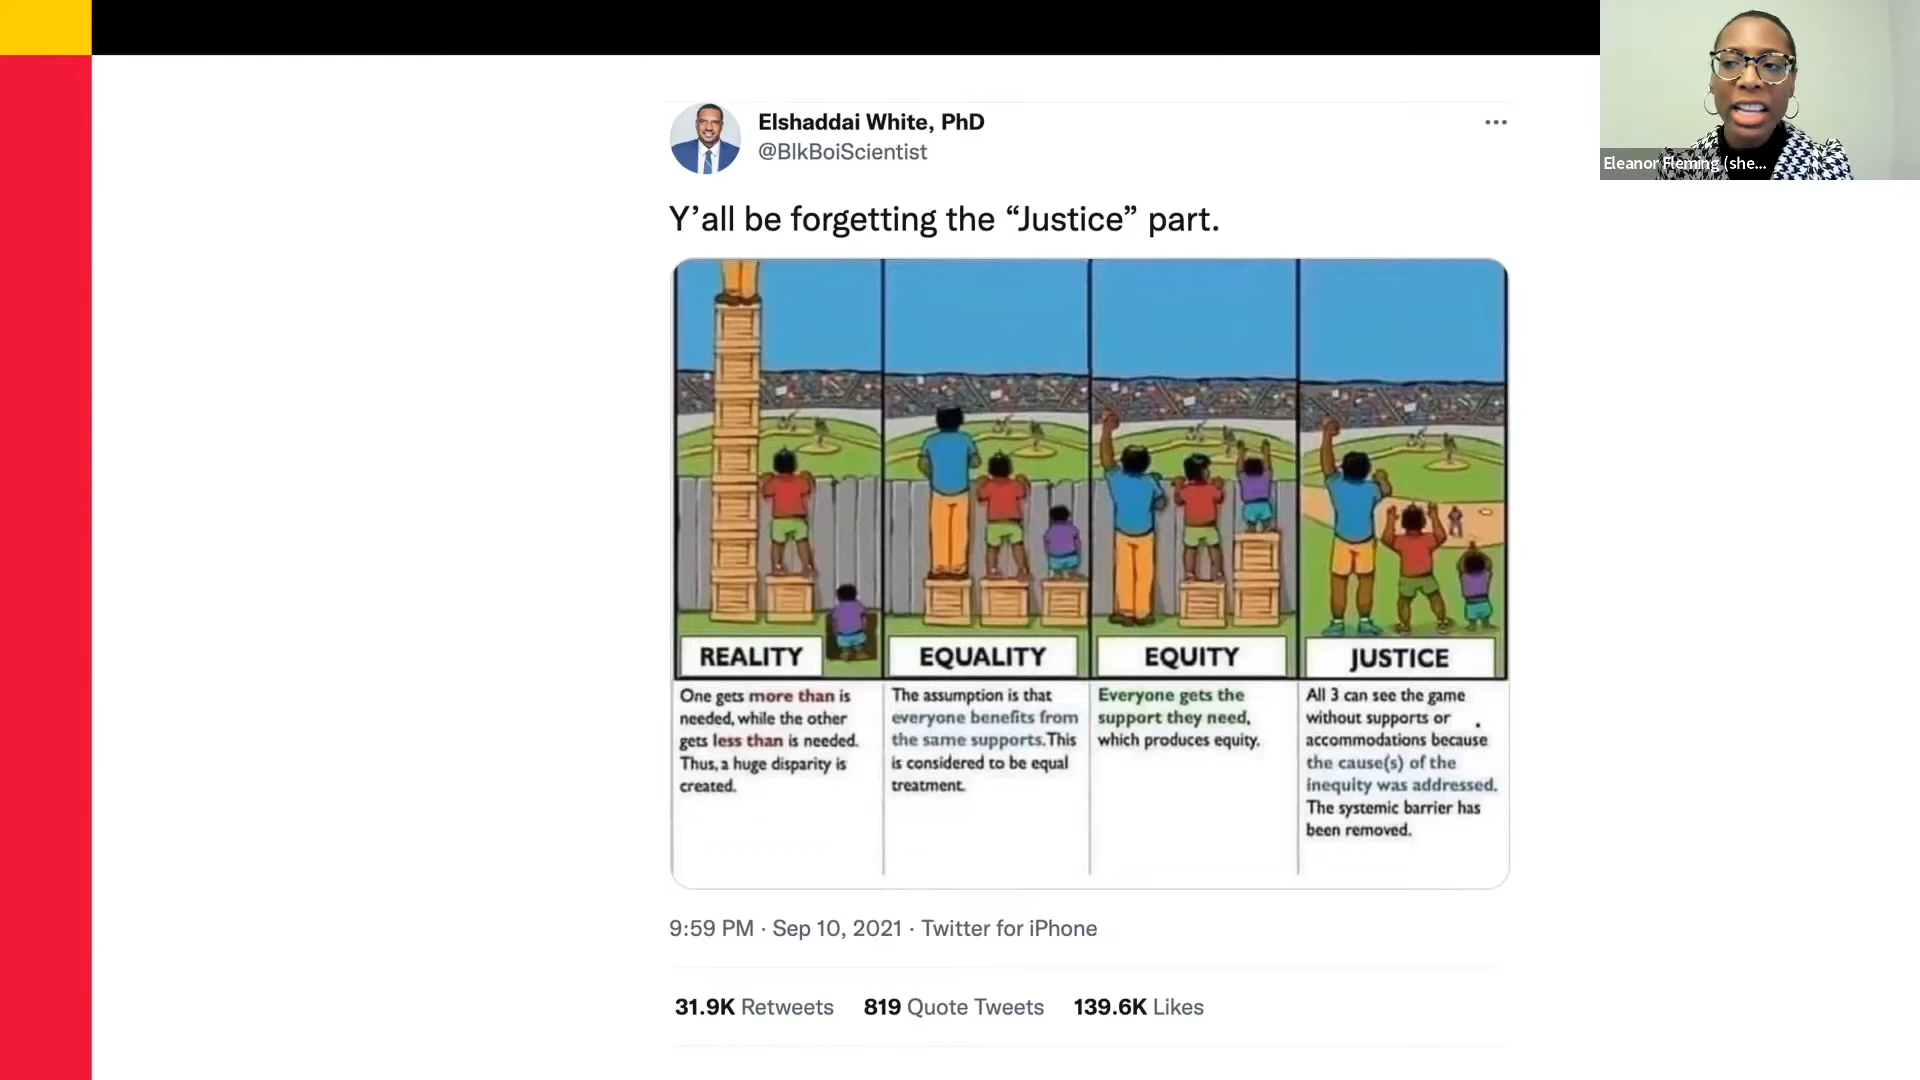 Eleanor Fleming (she...
Elshaddai White, PhD
@BlkBoiScientist
Y’all be forgetting the “Justice” part.
REALITY
One gets more than is
needed, while the other
gets less than is needed.
Thus, a huge disparity is
created.
EQUALITY
The assumption is that
everyone benefits from
the same supports.This
is considered to be equal
treatment.
EQUITY
Everyone gets the
support they need,
which produces equity.
JUSTICE
All 3 can see the game
without supports or
accommodations because
the cause(s) of the
inequity was addressed.
The systemic barrier has
been removed.
9:59 PM · Sep 10, 2021 · Twitter for iPhone
31.9K Retweets 819 Quote Tweets 139.6K Likes